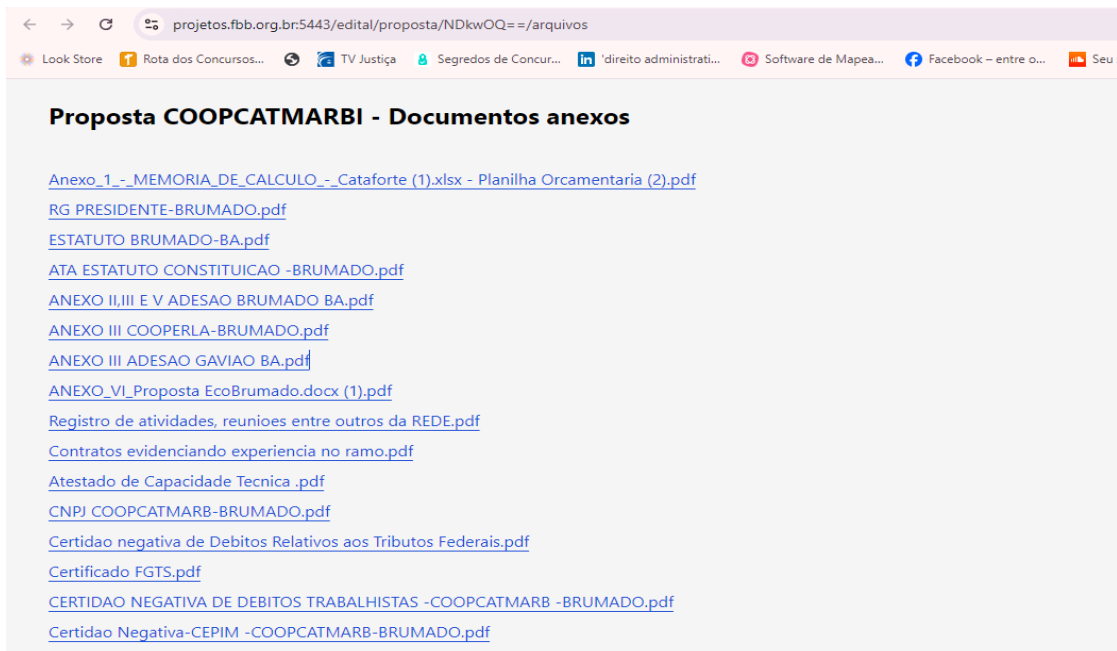 projetos.fbb.org.br:5443/edital/proposta/NDkwOQ==/arquivos
Look Store Rota dos Concursos... TV Justiça Segredos de Concur... in 'direito administrati... Software de Mapea... Facebook – entre o... Seu
Proposta COOPCATMARBI - Documentos anexos
Anexo_1_-_MEMORIA_DE_CALCULO_-_Cataforte (1).xlsx - Planilha Orcamentaria (2).pdf
RG PRESIDENTE-BRUMADO.pdf
ESTATUTO BRUMADO-BA.pdf
ATA ESTATUTO CONSTITUICAO -BRUMADO.pdf
ANEXO II,III E V ADESAO BRUMADO BA.pdf
ANEXO III COOPERLA-BRUMADO.pdf
ANEXO III ADESAO GAVIAO BA.pdf
ANEXO_VI_Proposta EcoBrumado.docx (1).pdf
Registro de atividades, reunioes entre outros da REDE.pdf
Contratos evidenciando experiencia no ramo.pdf
Atestado de Capacidade Tecnica .pdf
CNPJ COOPCATMARB-BRUMADO.pdf
Certidao negativa de Debitos Relativos aos Tributos Federais.pdf
Certificado FGTS.pdf
CERTIDAO NEGATIVA DE DEBITOS TRABALHISTAS -COOPCATMARB -BRUMADO.pdf
Certidao Negativa-CEPIM -COOPCATMARB-BRUMADO.pdf